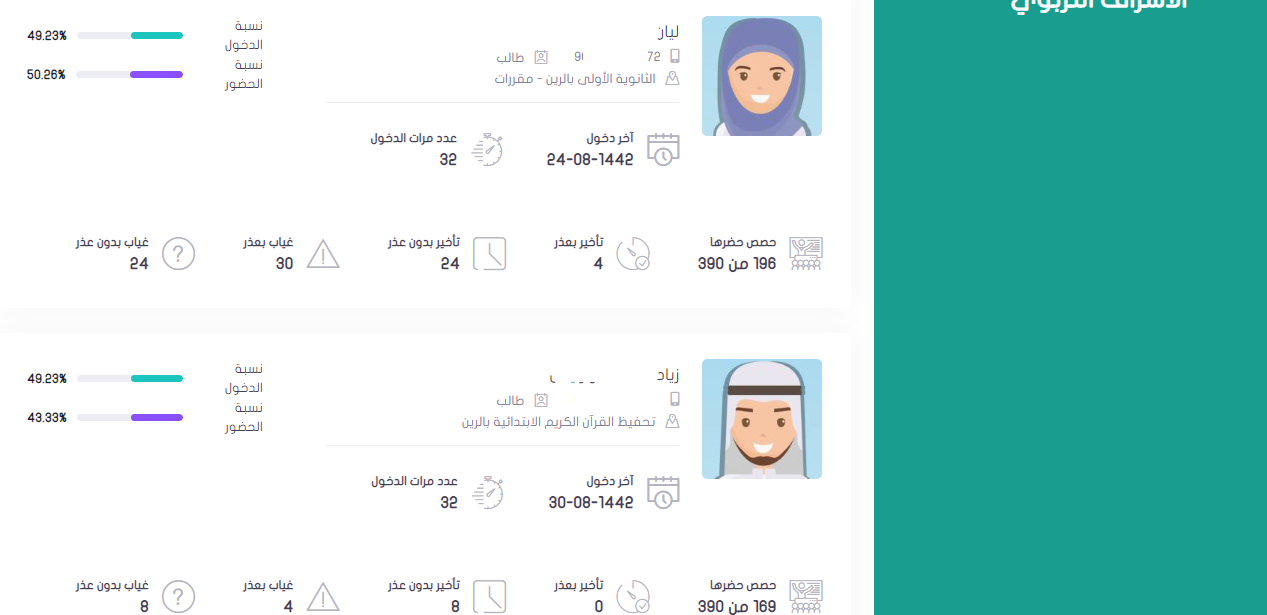 الاشراف التربوي
ليان
72 9 طالب
الثانوية الأولى بالرين - مقررات
آخر دخول
24-08-1442
عدد مرات الدخول
32
نسبة الدخول
49.23%
نسبة الحضور
50.26%
حصص حضرها
196 من 390
تأخير بعذر
4
تأخير بدون عذر
24
غياب بعذر
30
غياب بدون عذر
24
زياد
طالب
تحفيظ القرآن الكريم الابتدائية بالرين
آخر دخول
30-08-1442
عدد مرات الدخول
32
نسبة الدخول
49.23%
نسبة الحضور
43.33%
حصص حضرها
169 من 390
تأخير بعذر
0
تأخير بدون عذر
8
غياب بعذر
4
غياب بدون عذر
8